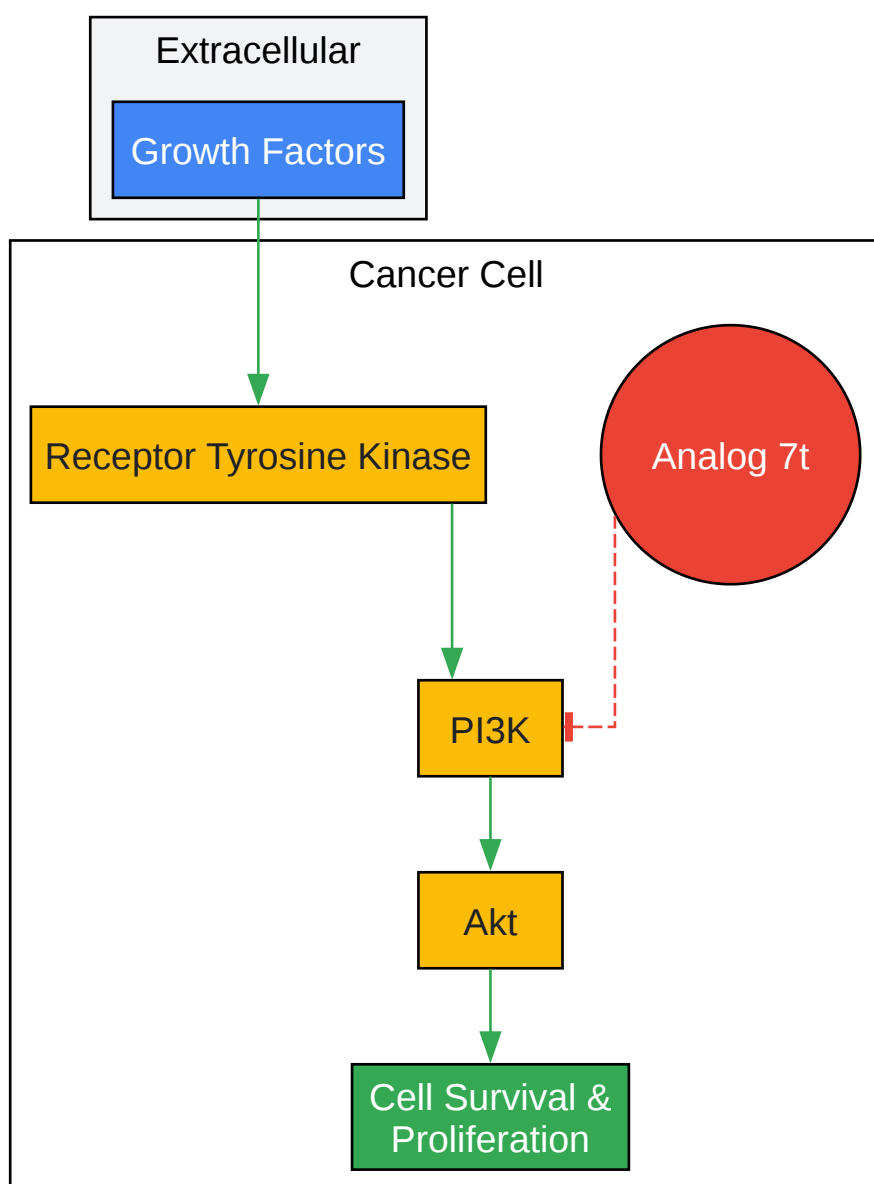 Extracellular
Growth Factors
Cancer Cell
Receptor Tyrosine Kinase
Analog 7t
PI3K
Akt
Cell Survival &
Proliferation